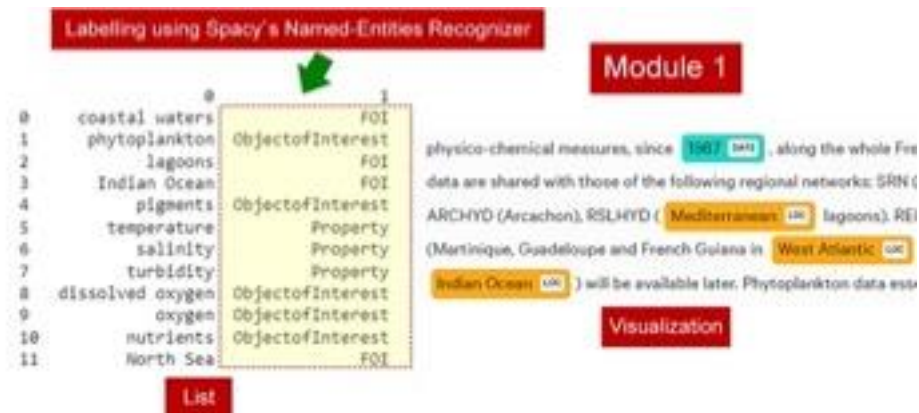 Labelling using Spacy's Named-Entities Recognizer
Module 1
0 1
0 coastal waters FOI
1 phytoplankton ObjectofInterest
2 lagoons FOI
3 Indian Ocean FOI
4 pigments ObjectofInterest
5 temperature Property
6 salinity Property
7 turbidity Property
8 dissolved oxygen ObjectofInterest
9 oxygen ObjectofInterest
10 nutrients ObjectofInterest
11 North Sea FOI
List
physico-chemical measures, since 1987 DATE , along the whole Fre
data are shared with those of the following regional networks: SRN
ARCHYD (Arcachon), RSLHYD ( Mediterranean LOC lagoons). RE
(Martinique, Guadeloupe and French Guiana in West Atlantic LOC
Indian Ocean LOC ) will be available later. Phytoplankton data ess
Visualization